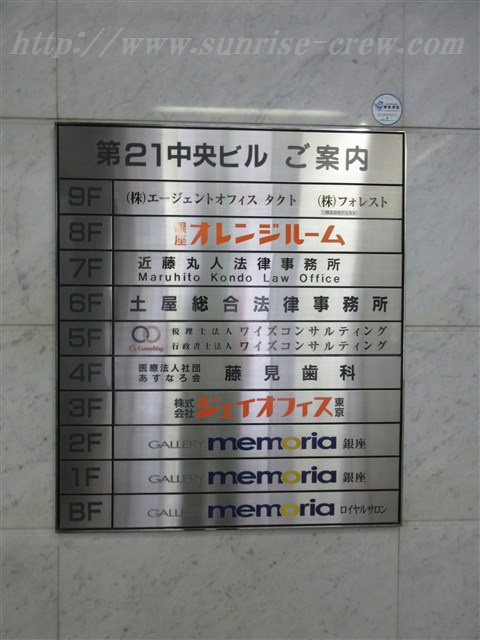 http://www.sunrise-crew.com
第21中央ビル ご案内
9F (株)エージェントオフィス タクト (株)フォレスト
8F 銀座 オレンジルーム
7F 近藤丸人法律事務所
Maruhito Kondo Law Office
6F 土屋総合法律事務所
5F 税理士法人 ワイズコンサルティング
Y's Consulting 行政書士法人 ワイズコンサルティング
4F 医療法人社団 あすなろ会 藤見歯科
3F 株式会社 ジェイオフィス 東京
2F GALLERY memoria 銀座
1F GALLERY memoria 銀座
BF GALLERY memoria ロイヤルサロン